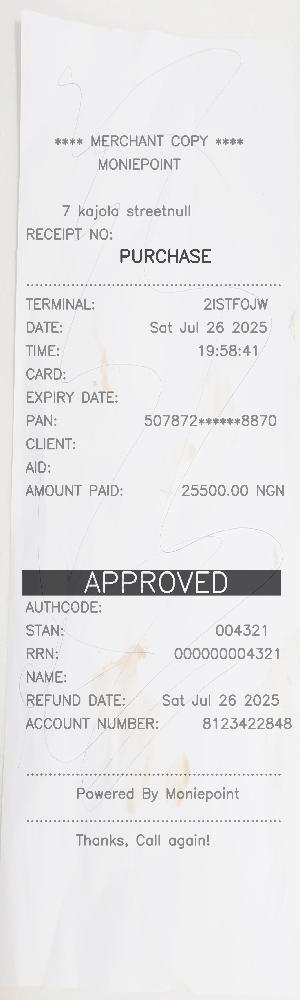 **** MERCHANT COPY ****
MONIEPOINT
7 kajola streetnull
RECEIPT NO:
PURCHASE
TERMINAL: 2ISTFOJW
DATE: Sat Jul 26 2025
TIME: 19:58:41
CARD:
EXPIRY DATE:
PAN: 507872******8870
CLIENT:
AID:
AMOUNT PAID: 25500.00 NGN
APPROVED
AUTHCODE:
STAN: 004321
RRN: 000000004321
NAME:
REFUND DATE: Sat Jul 26 2025
ACCOUNT NUMBER: 8123422848
Powered By Moniepoint
Thanks, Call again!